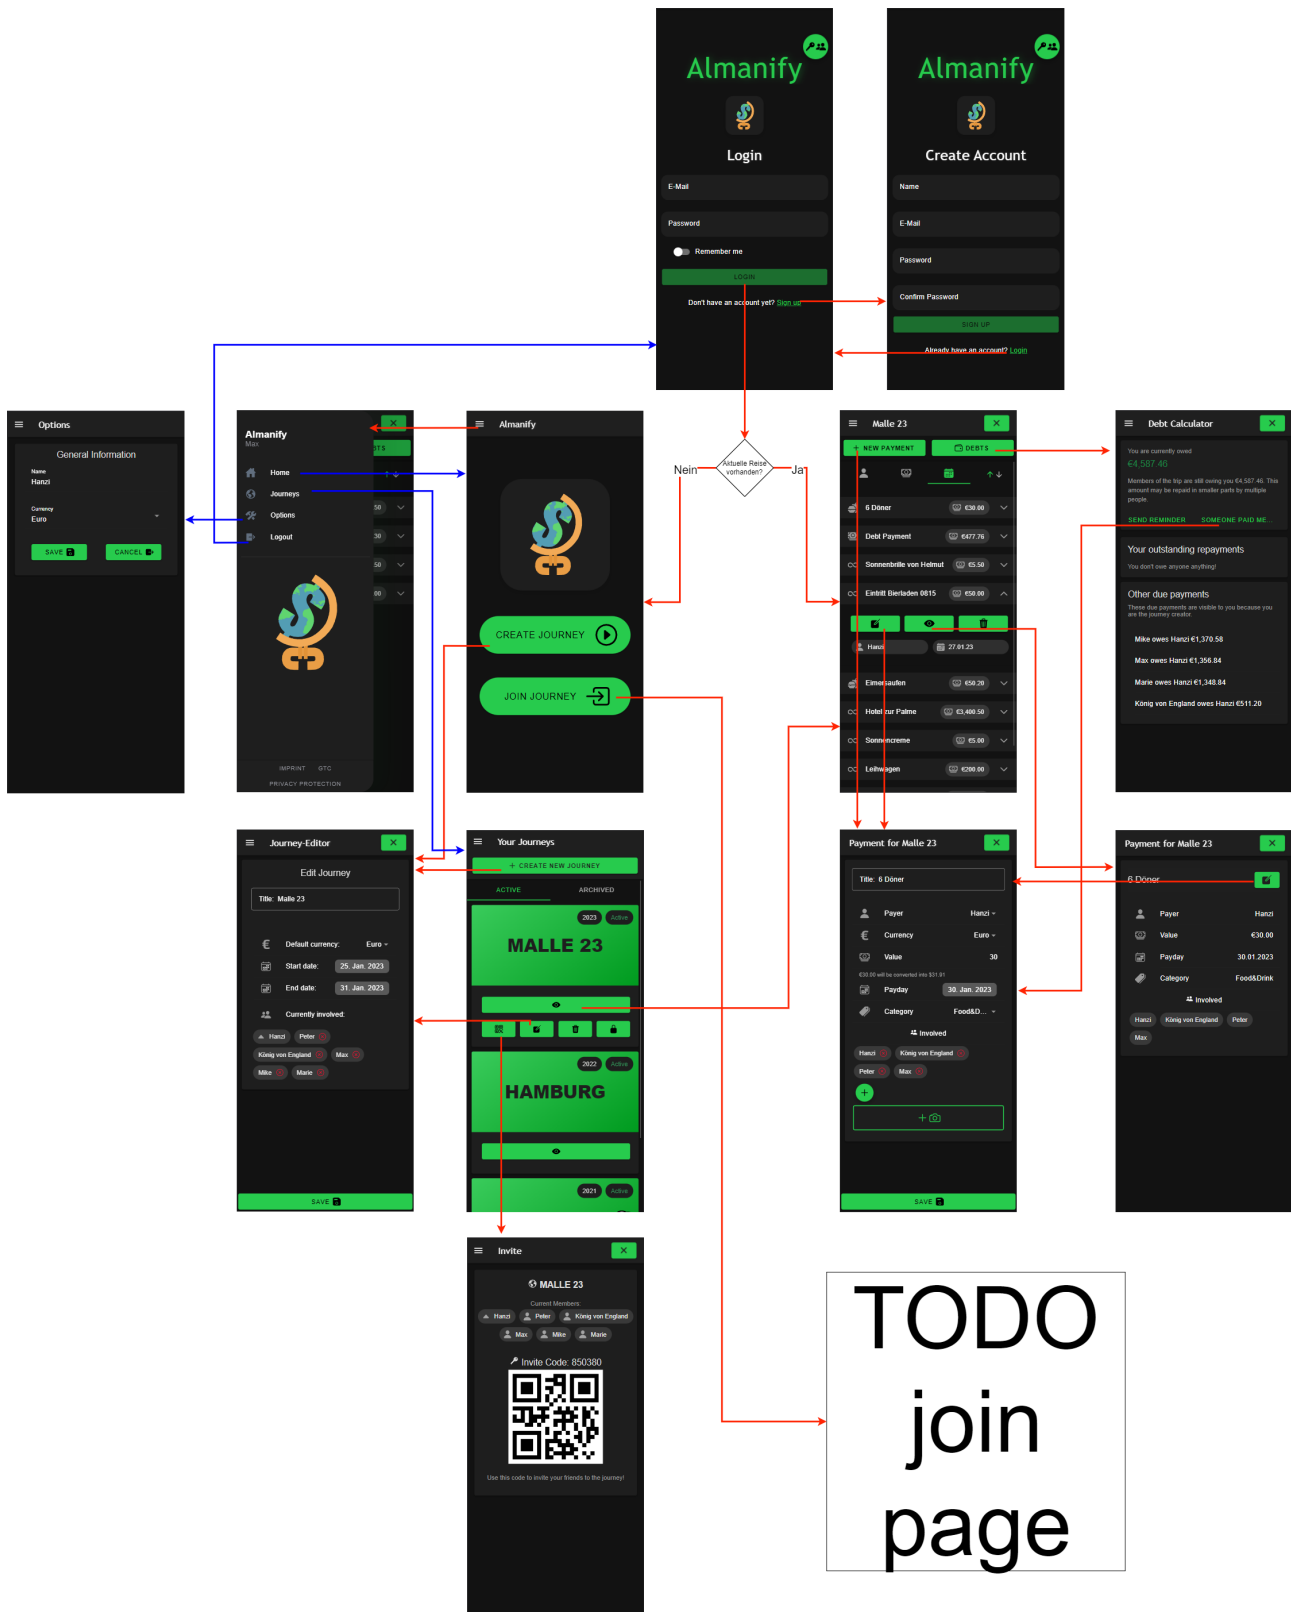 Almanify
Login
E-Mail
Password
Remember me
LOGIN
Don't have an account yet? Sign up
Almanify
Create Account
Name
E-Mail
Password
Confirm Password
SIGN UP
Already have an account? Login
Options
General Information
Name
Hanzi
Currency
Euro
SAVE
CANCEL
Almanify
Max
Home
Journeys
Options
Logout
IMPRINT GTC
PRIVACY PROTECTION
Almanify
CREATE JOURNEY
JOIN JOURNEY
Nein
Aktuelle Reise
vorhanden?
Ja
Malle 23
+ NEW PAYMENT
DEBTS
6 Döner €30.00
Debt Payment €477.76
Sonnenbrille von Helmut €5.50
Eintritt Bierladen 0815 €50.00
Hanzi 27.01.23
Eimersaufen €50.20
Hotel zur Palme €3,400.50
Sonnencreme €5.00
Leihwagen €200.00
Debt Calculator
You are currently owed
€4,587.46
Members of the trip are still owing you €4,587.46. This
amount may be repaid in smaller parts by multiple
people.
SEND REMINDER SOMEONE PAID ME...
Your outstanding repayments
You don't owe anyone anything!
Other due payments
These due payments are visible to you because you
are the journey creator.
Mike owes Hanzi €1,370.58
Max owes Hanzi €1,356.84
Marie owes Hanzi €1,348.84
König von England owes Hanzi €511.20
Journey-Editor
Edit Journey
Title: Malle 23
Default currency: Euro
Start date: 25. Jan. 2023
End date: 31. Jan. 2023
Currently involved:
Hanzi Peter
König von England Max
Mike Marie
SAVE
Your Journeys
+ CREATE NEW JOURNEY
ACTIVE ARCHIVED
2023 Active
MALLE 23
2022 Active
HAMBURG
2021 Active
Payment for Malle 23
Title: 6 Döner
Payer Hanzi
Currency Euro
Value 30
€30.00 will be converted into $31.91
Payday 30. Jan. 2023
Category Food&D...
Involved
Hanzi König von England
Peter Max
SAVE
Payment for Malle 23
6 Döner
Payer Hanzi
Value €30.00
Payday 30.01.2023
Category Food&Drink
Involved
Hanzi König von England Peter
Max
Invite
MALLE 23
Current Members:
Hanzi Peter König von England
Max Mike Marie
Invite Code: 850380
Use this code to invite your friends to the journey!
TODO
join
page